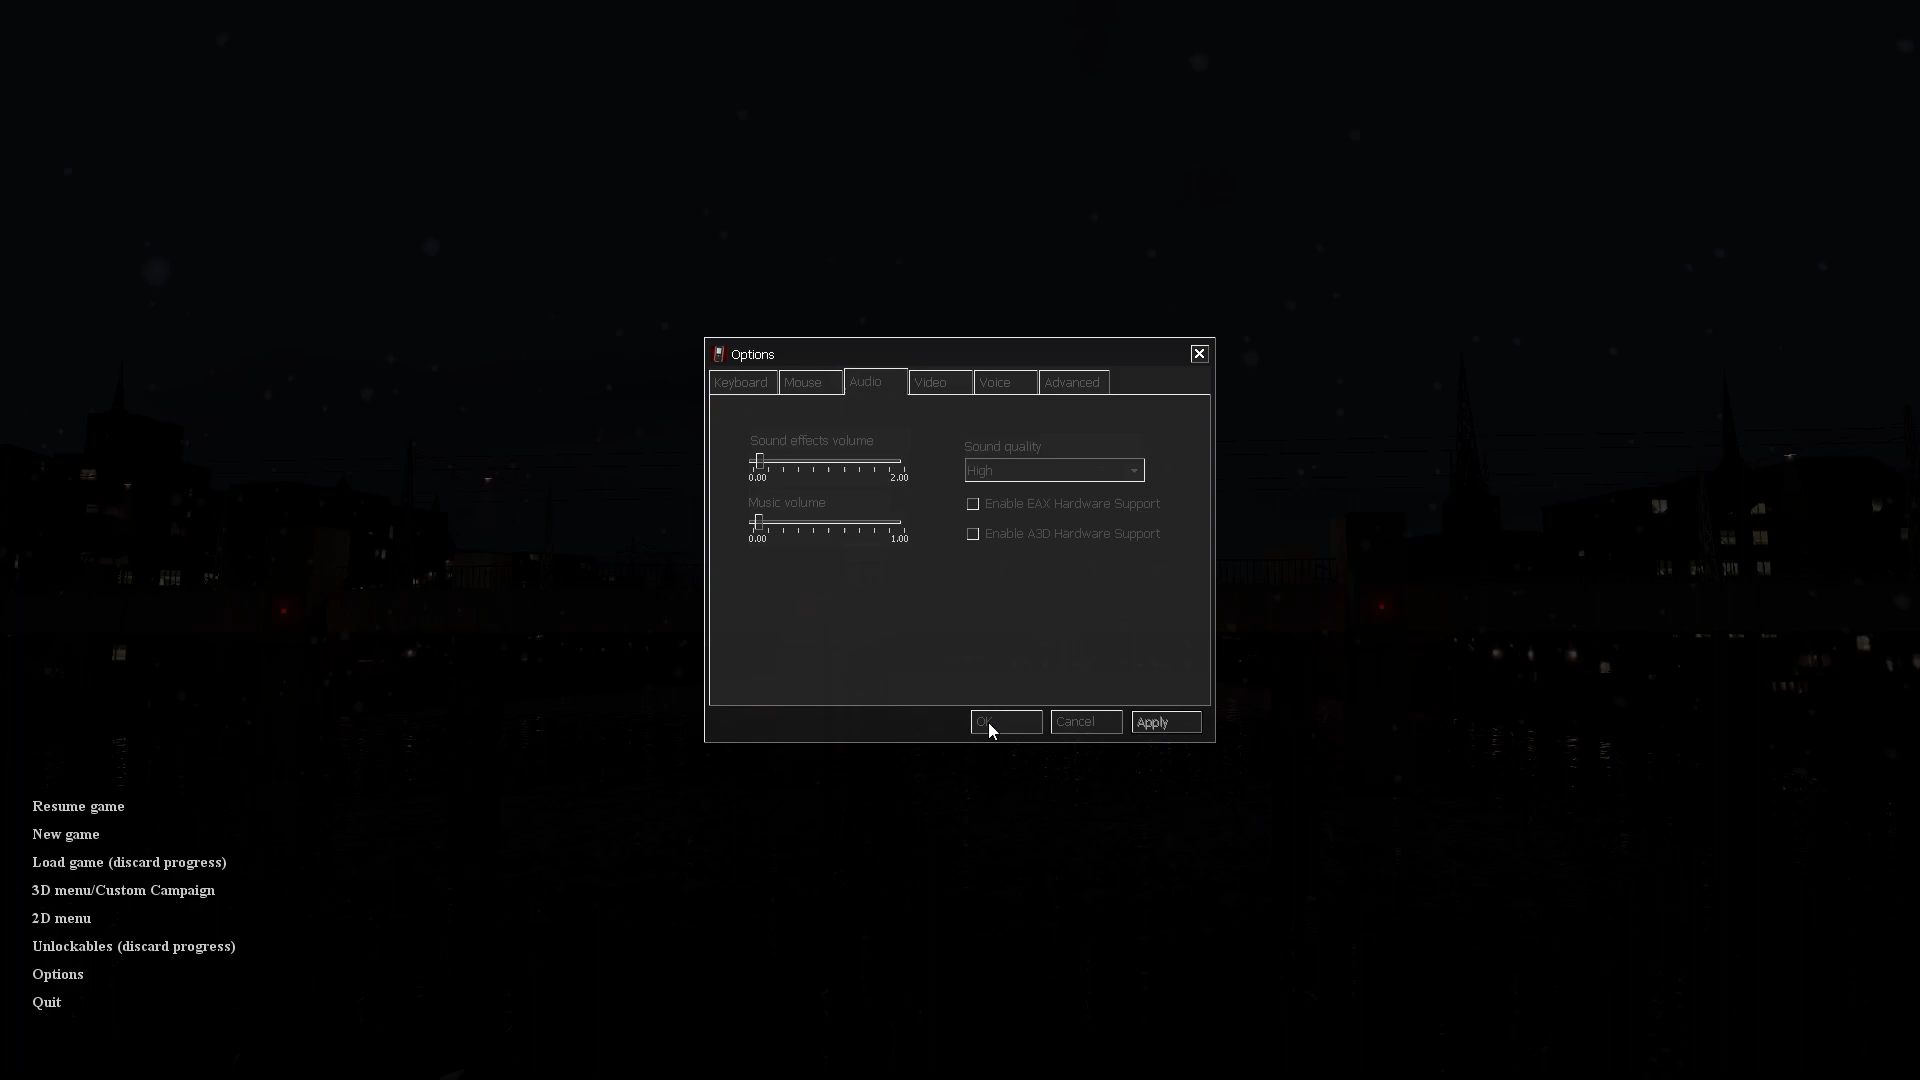 Options
Keyboard Mouse Audio Video Voice Advanced
Sound effects volume
0.00 2.00
Music volume
0.00 1.00
Sound quality
High
Enable EAX Hardware Support
Enable A3D Hardware Support
OK Cancel Apply
Resume game
New game
Load game (discard progress)
3D menu/Custom Campaign
2D menu
Unlockables (discard progress)
Options
Quit